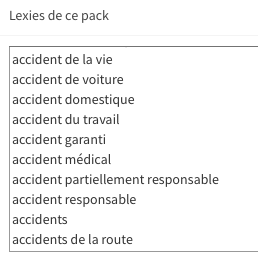 Lexies de ce pack
accident de la vie
accident de voiture
accident domestique
accident du travail
accident garanti
accident médical
accident partiellement responsable
accident responsable
accidents
accidents de la route